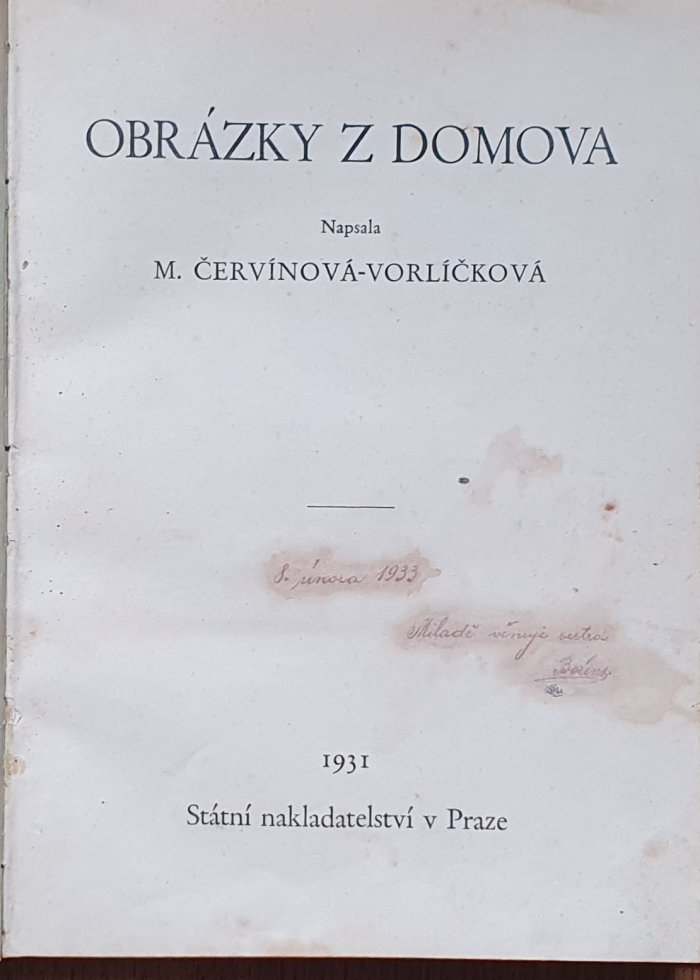 OBRÁZKY Z DOMOVA
Napsala
M. ČERVÍNOVÁ-VORLÍČKOVÁ
8. února 1933
Miladě věnuje sestra
1931
Státní nakladatelství v Praze